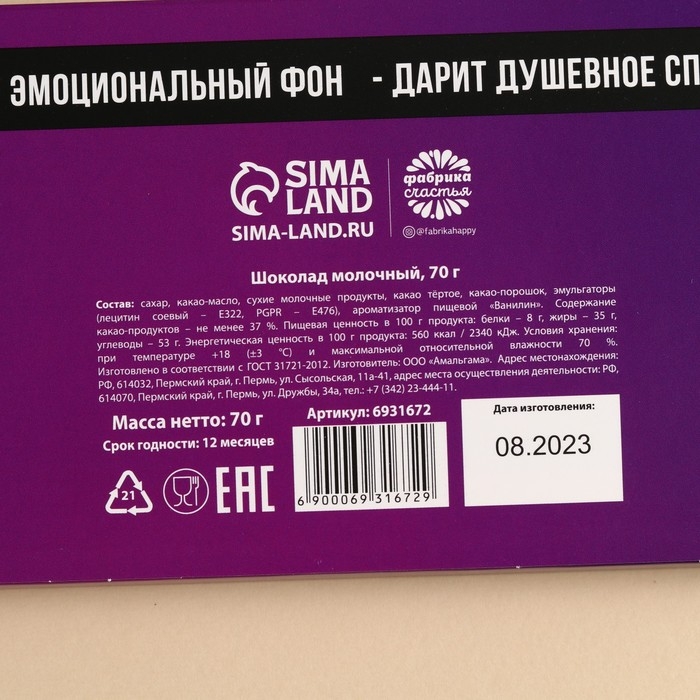 ЭМОЦИОНАЛЬНЫЙ ФОН - ДАРИТ ДУШЕВНОЕ СП
SIMA
LAND
SIMA-LAND.RU
фабрика
счастья
@fabrikahappy
Шоколад молочный, 70 г
Состав: сахар, какао-масло, сухие молочные продукты, какао тёртое, какао-порошок, эмульгаторы
(лецитин соевый – E322, PGPR – E476), ароматизатор пищевой «Ванилин». Содержание
какао-продуктов – не менее 37 %. Пищевая ценность в 100 г продукта: белки – 8 г, жиры – 35 г,
углеводы – 53 г. Энергетическая ценность в 100 г продукта: 560 ккал / 2340 кДж. Условия хранения:
при температуре +18 (±3 °C) и максимальной относительной влажности 70 %.
Изготовлено в соответствии с ГОСТ 31721-2012. Изготовитель: ООО «Амальгама». Адрес местонахождения:
РФ, 614032, Пермский край, г. Пермь, ул. Сысольская, 11а-41, адрес места осуществления деятельности: РФ,
614070, Пермский край, г. Пермь, ул. Дружбы, 34а, тел.: +7 (342) 23-444-11.
Масса нетто: 70 г
Срок годности: 12 месяцев
21
EAC
Артикул: 6931672
6 900069 316729
Дата изготовления:
08.2023